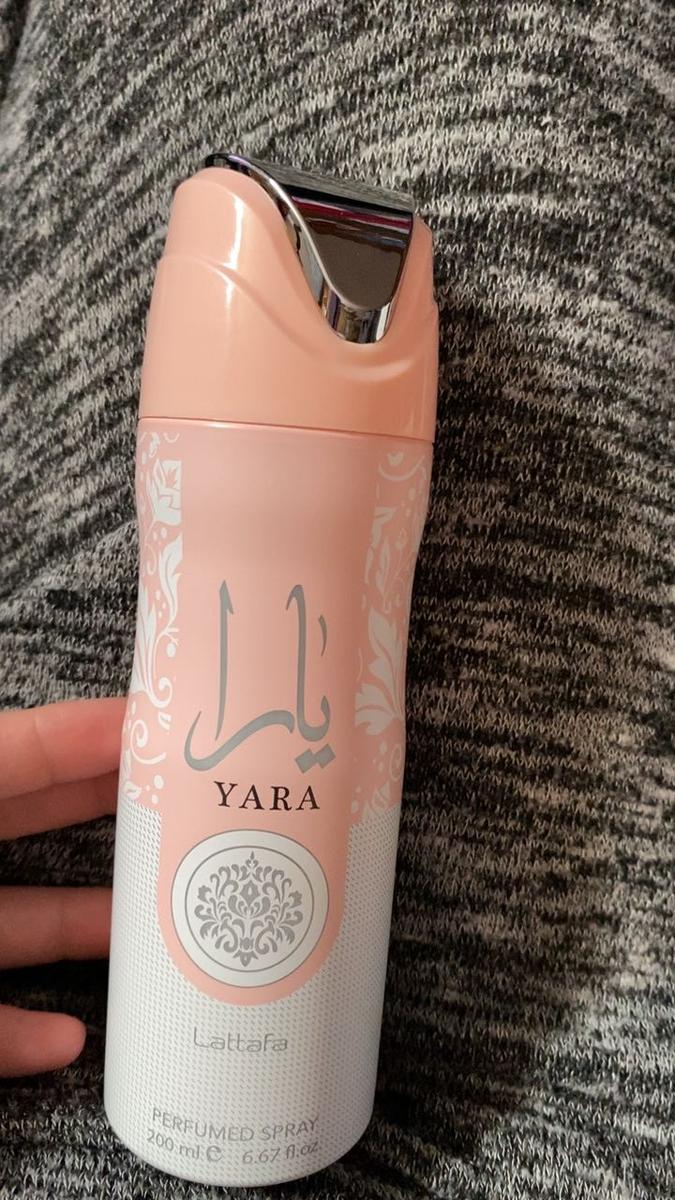 يارا
YARA
Lattafa
PERFUMED SPRAY
200 ml ℮ 6.67 fl.oz